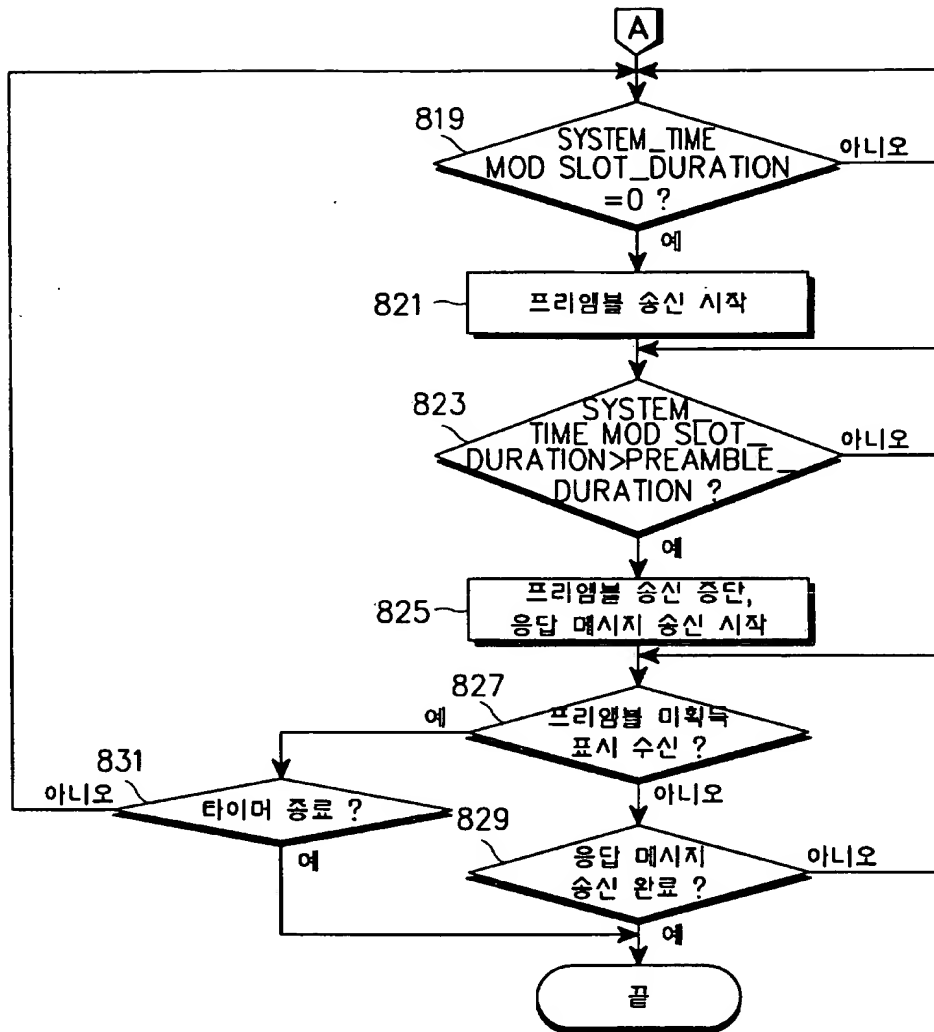 A
819
SYSTEM_TIME
MOD SLOT_DURATION
=0 ?
아니오
예
821
프리앰블 송신 시작
823
SYSTEM_
TIME MOD SLOT_
DURATION>PREAMBLE_
DURATION ?
아니오
예
825
프리앰블 송신 중단,
응답 메시지 송신 시작
827
예
프리앰블 미획득
표시 수신 ?
아니오
831
아니오
타이머 종료 ?
예
829
응답 메시지
송신 완료 ?
아니오
예
끝